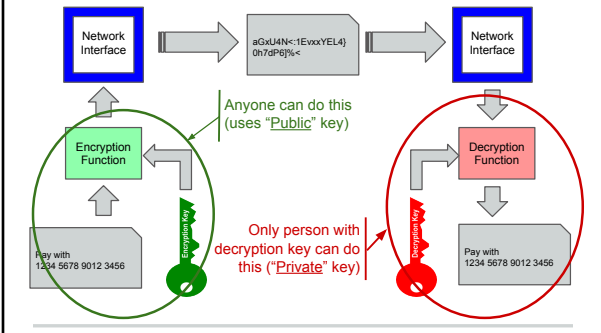 Network
Interface
aGxU4N<:1EvxxYEL4}
0h7dP6]%<
Network
Interface
Anyone can do this
(uses “Public” key)
Encryption
Function
Decryption
Function
Encryption Key
Decryption Key
Only person with
decryption key can do
this (“Private” key)
Pay with
1234 5678 9012 3456
Pay with
1234 5678 9012 3456